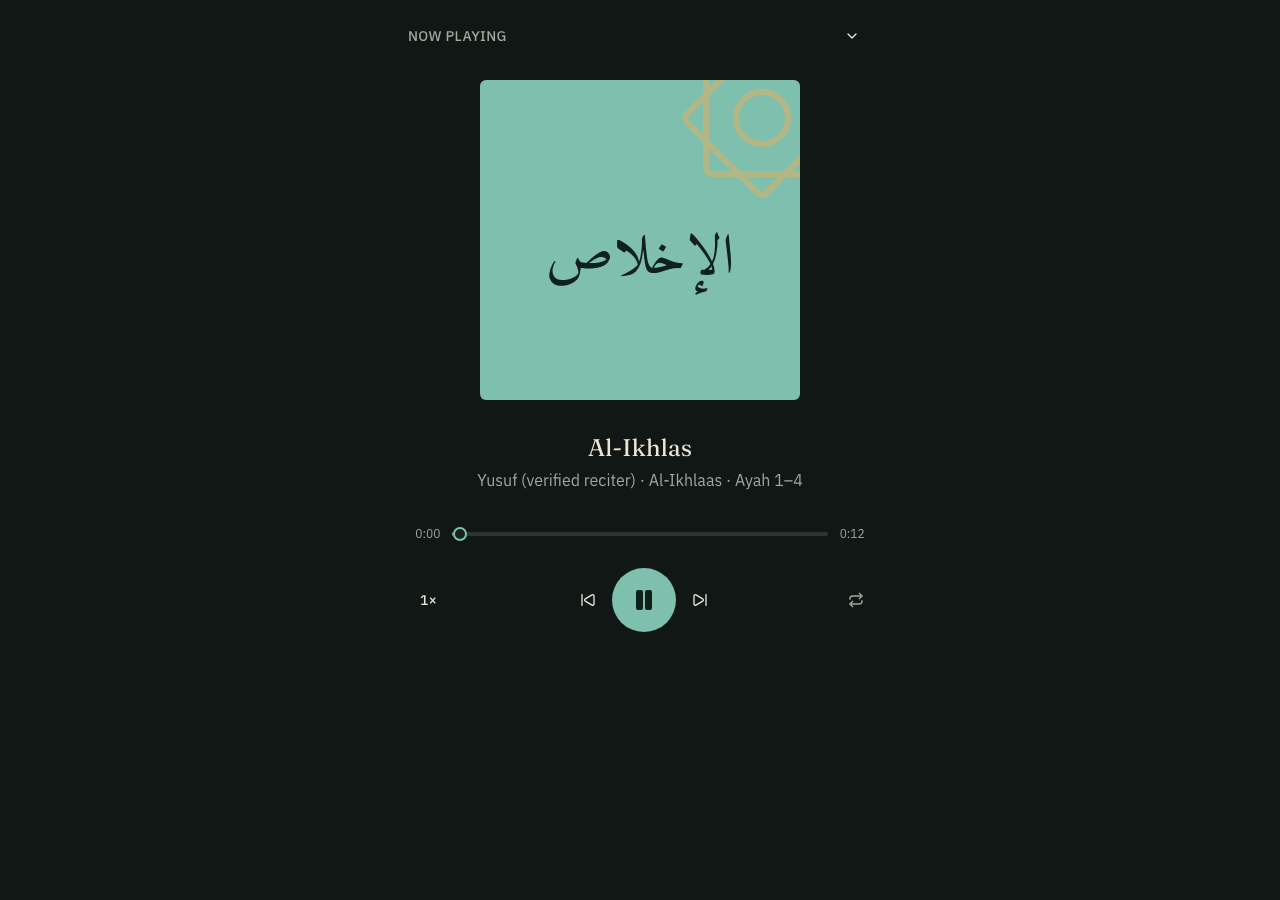 NOW PLAYING
الإخلاص
Al-Ikhlas
Yusuf (verified reciter) · Al-Ikhlaas · Ayah 1–4
0:00
0:12
1×